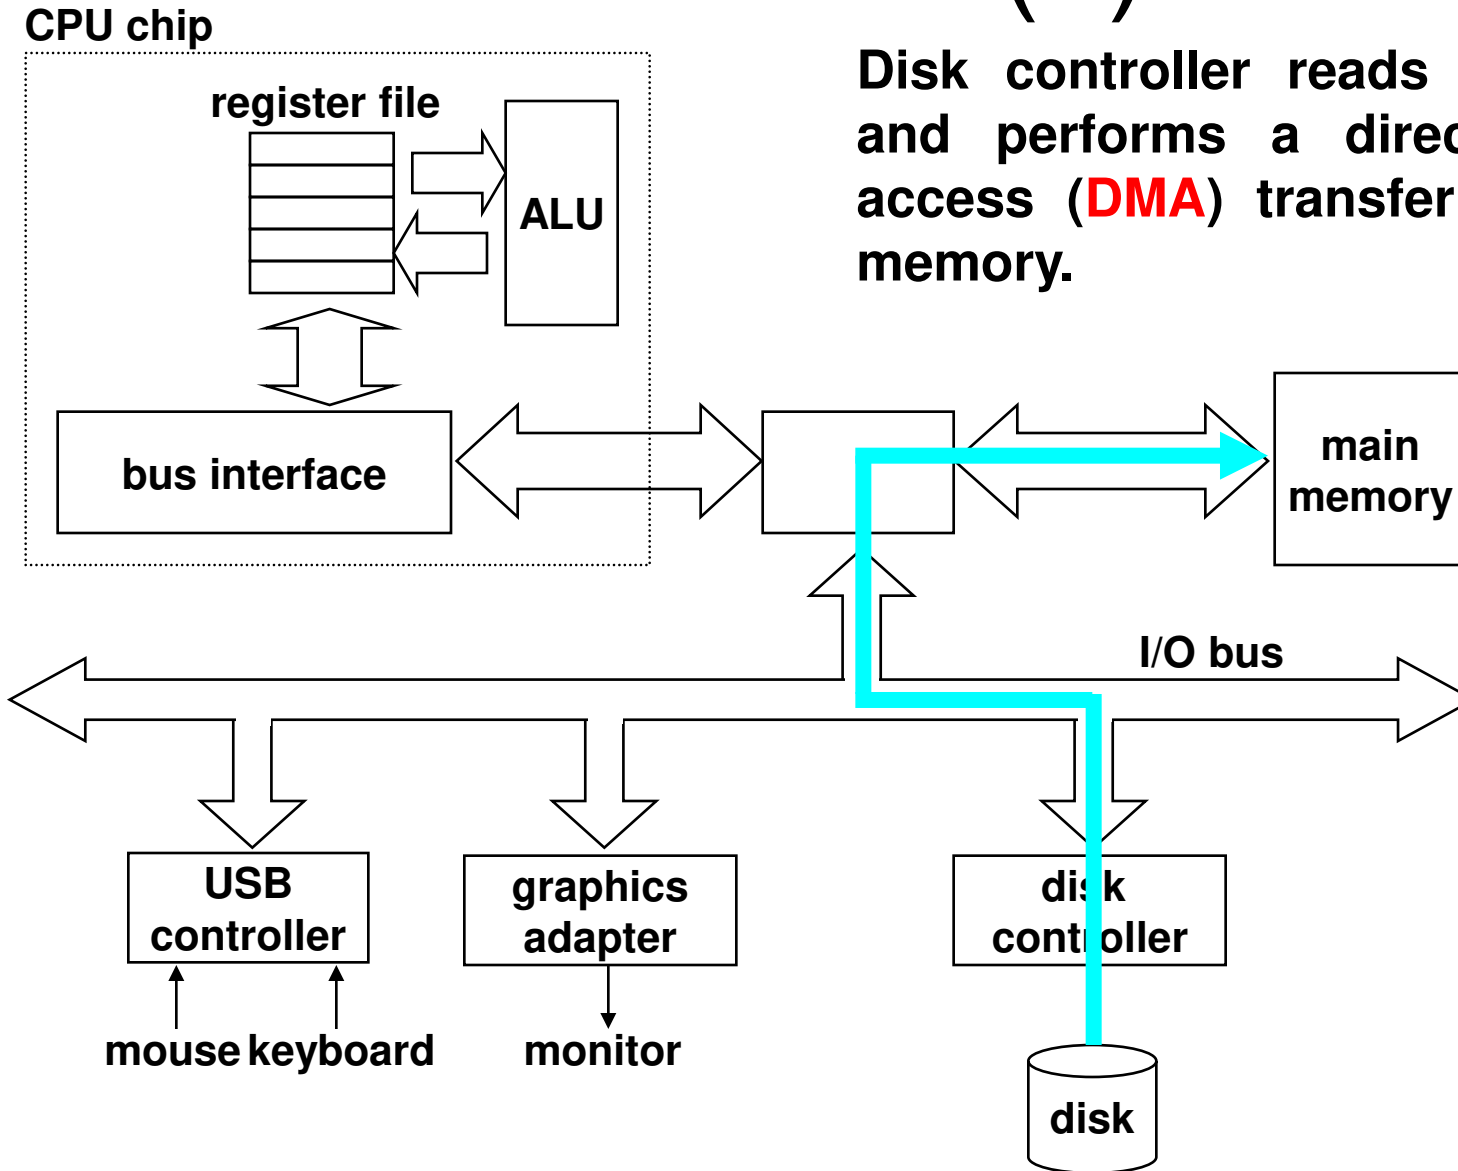 ( )
CPU chip
Disk controller reads
and performs a direc
access (DMA) transfer
memory.
register file
ALU
bus interface
main
memory
I/O bus
USB
controller
graphics
adapter
disk
controller
mouse keyboard
monitor
disk